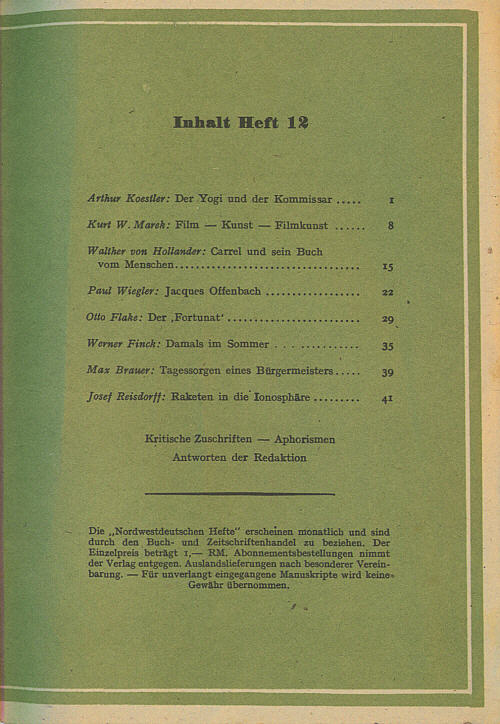 Inhalt Heft 12
Arthur Koestler: Der Yogi und der Kommissar ..... 1
Kurt W. Marek: Film — Kunst — Filmkunst ...... 8
Walther von Hollander: Carrel und sein Buch
vom Menschen................................... 15
Paul Wiegler: Jacques Offenbach .................. 22
Otto Flake: Der ‚Fortunat‘......................... 29
Werner Finck: Damals im Sommer ................ 35
Max Brauer: Tagessorgen eines Bürgermeisters..... 39
Josef Reisdorff: Raketen in die Ionosphäre ......... 41
Kritische Zuschriften — Aphorismen
Antworten der Redaktion
Die „Nordwestdeutschen Hefte“ erscheinen monatlich und sind
durch den Buch- und Zeitschriftenhandel zu beziehen. Der
Einzelpreis beträgt 1,— RM. Abonnementsbestellungen nimmt
der Verlag entgegen. Auslandslieferungen nach besonderer Verein-
barung. — Für unverlangt eingegangene Manuskripte wird keine
Gewähr übernommen.